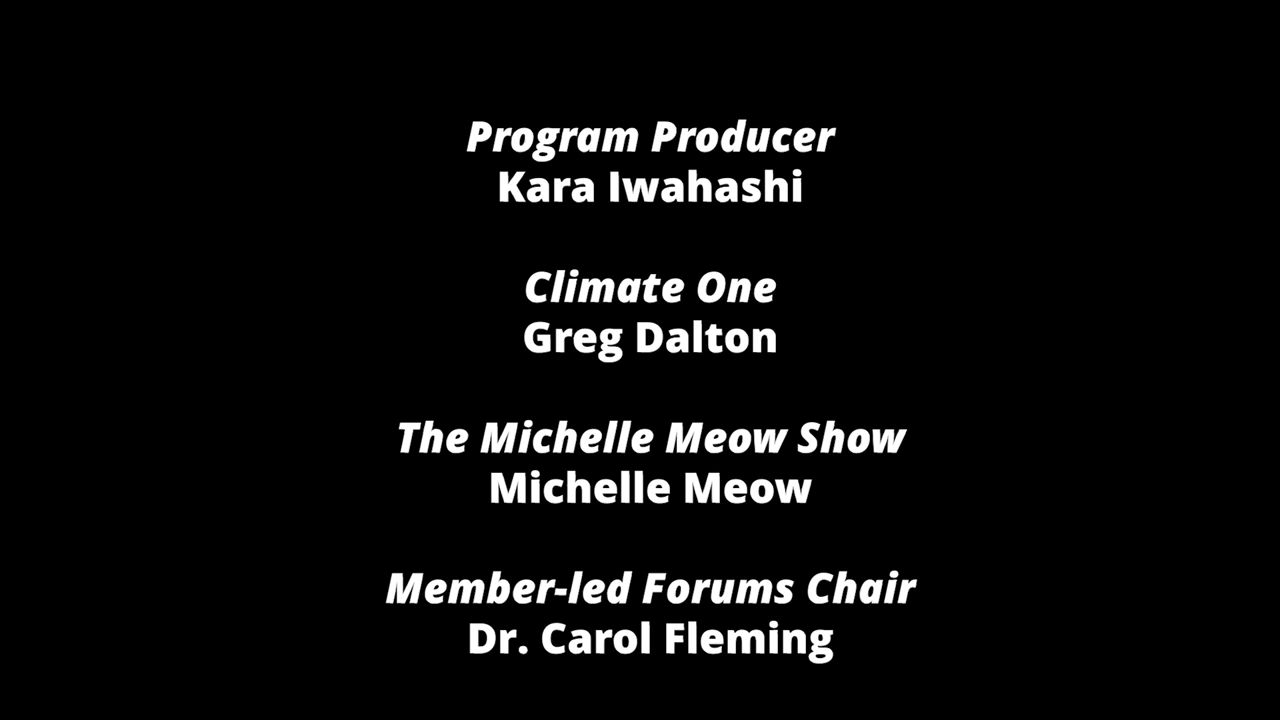 Program Producer
Kara Iwahashi
Climate One
Greg Dalton
The Michelle Meow Show
Michelle Meow
Member-led Forums Chair
Dr. Carol Fleming